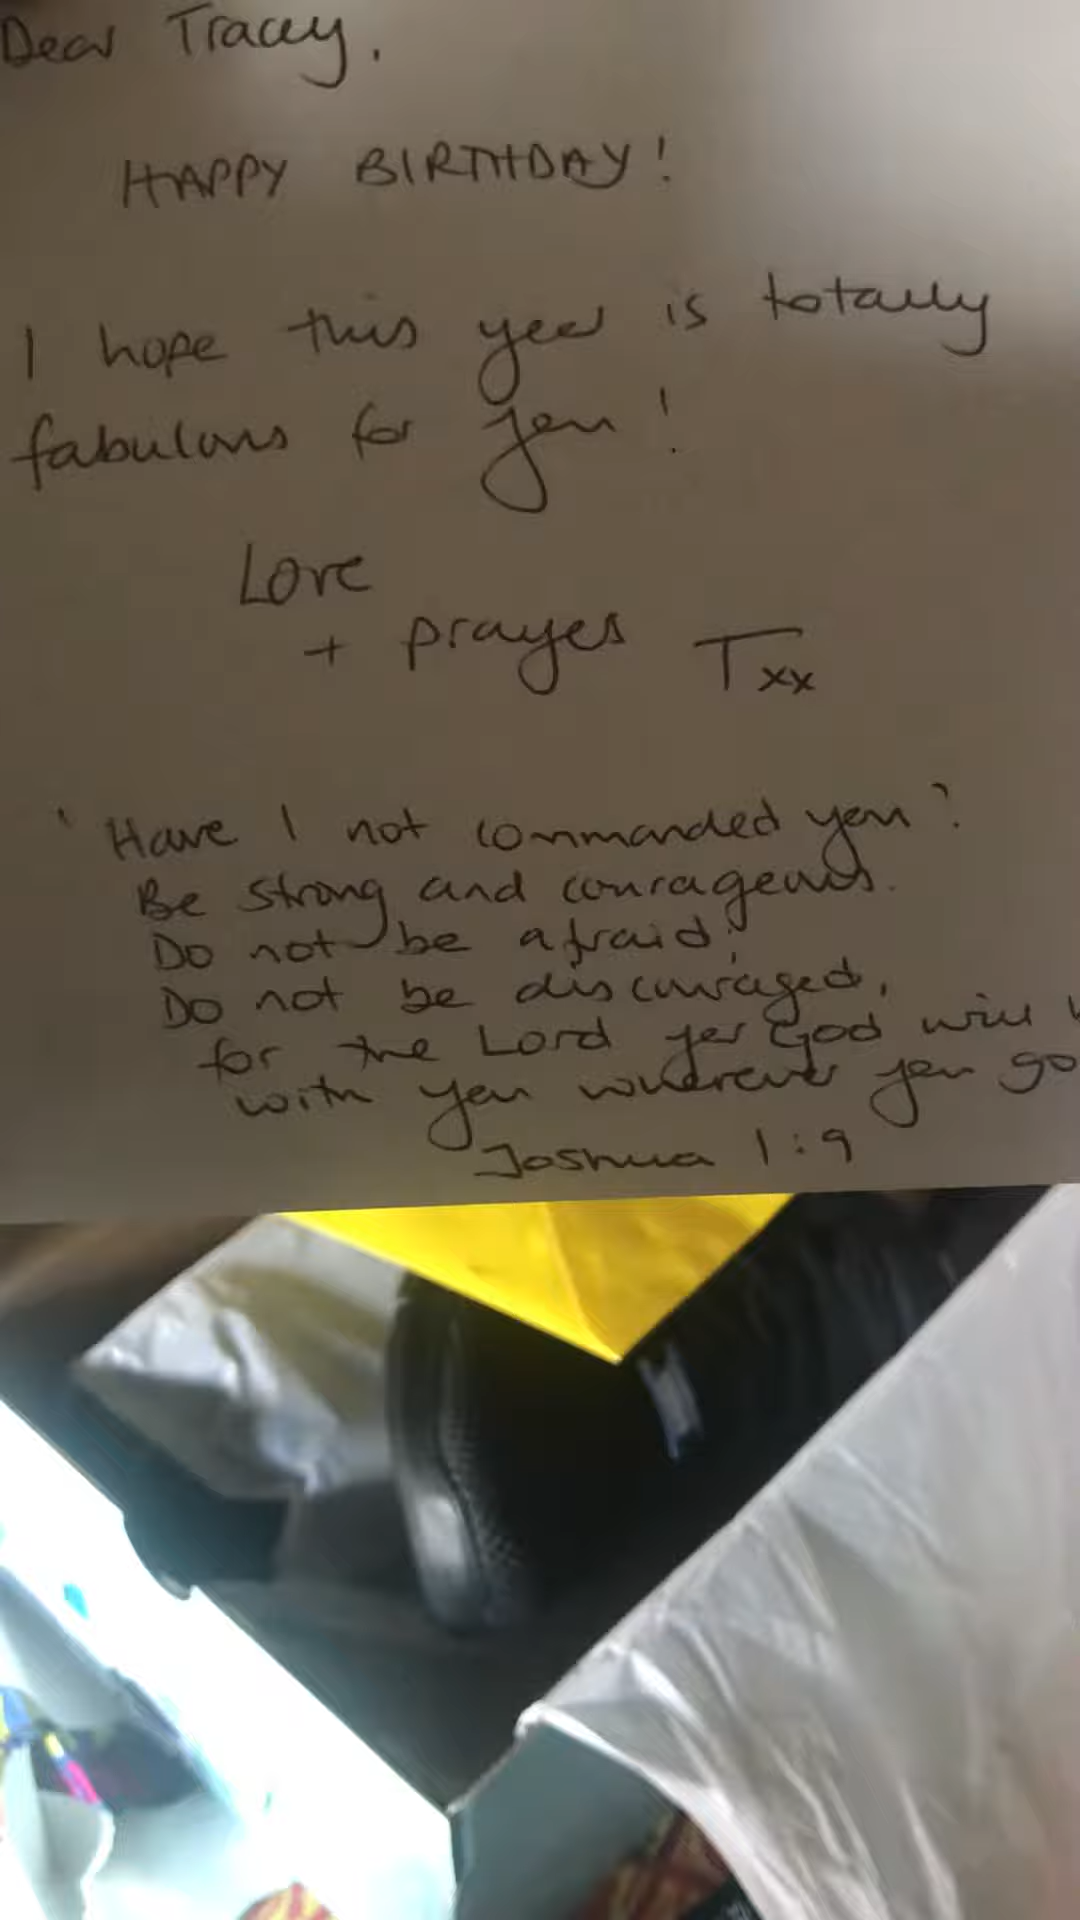 Dear Tracey,
HAPPY BIRTHDAY!
I hope this year is totally
fabulous for you!
Love
+ prayers Txx
'Have I not commanded you?
Be strong and courageous.
Do not be afraid;
Do not be discouraged,
for the Lord your God will
with you wherever you go
Joshua 1:9